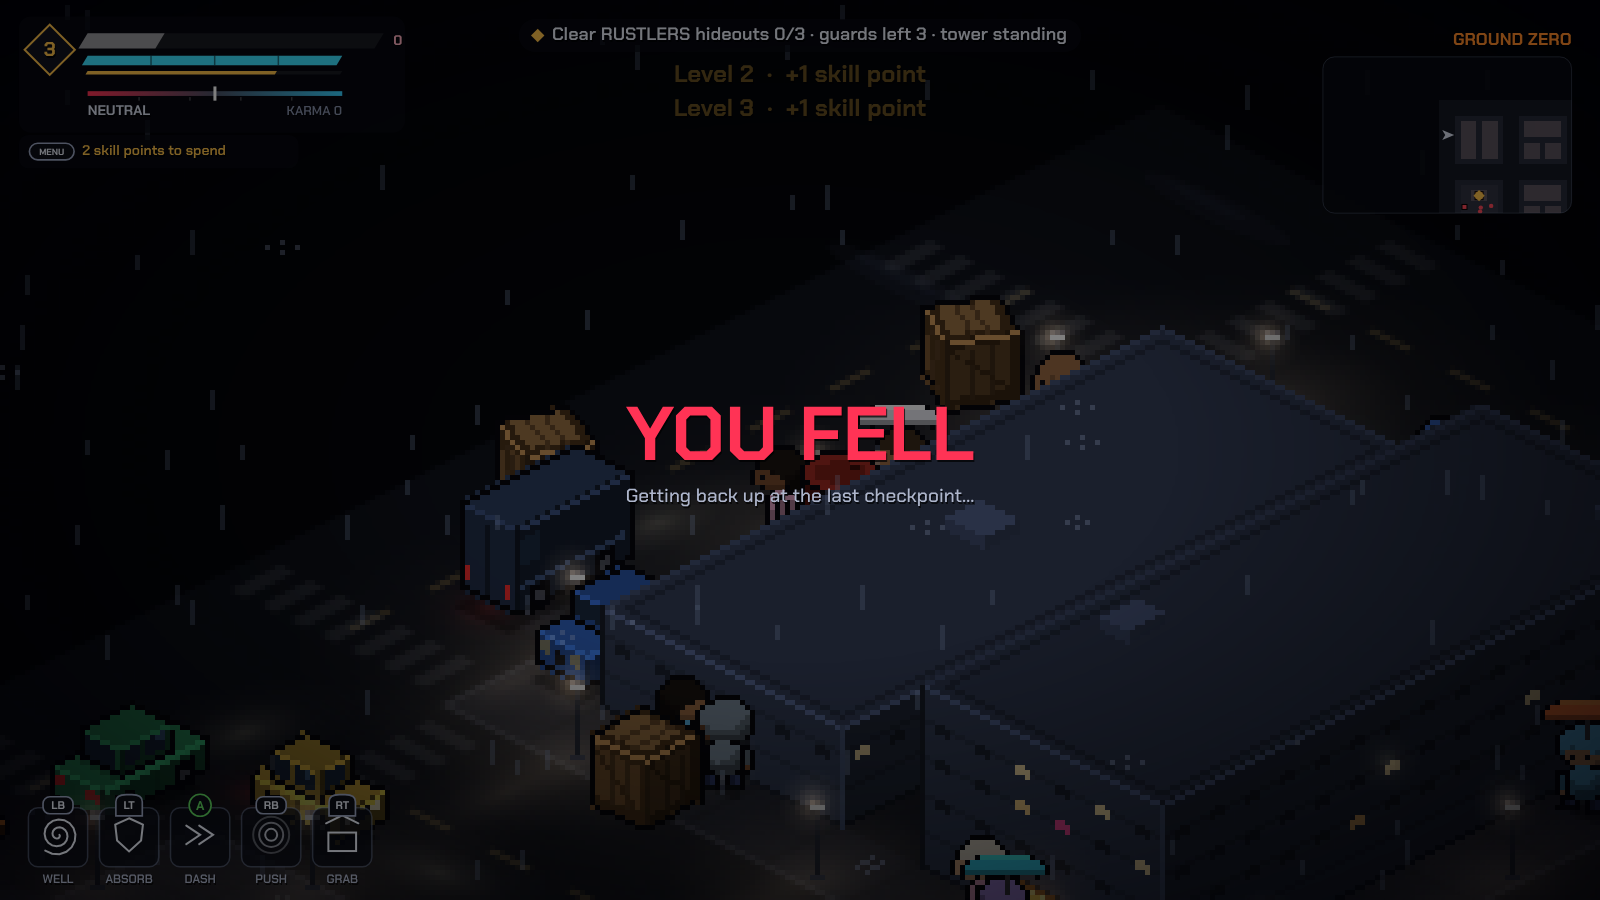 3
0
NEUTRAL
KARMA 0
MENU
2 skill points to spend
Clear RUSTLERS hideouts 0/3 · guards left 3 · tower standing
Level 2 · +1 skill point
Level 3 · +1 skill point
GROUND ZERO
YOU FELL
Getting back up at the last checkpoint...
LB
LT
A
RB
RT
WELL
ABSORB
DASH
PUSH
GRAB